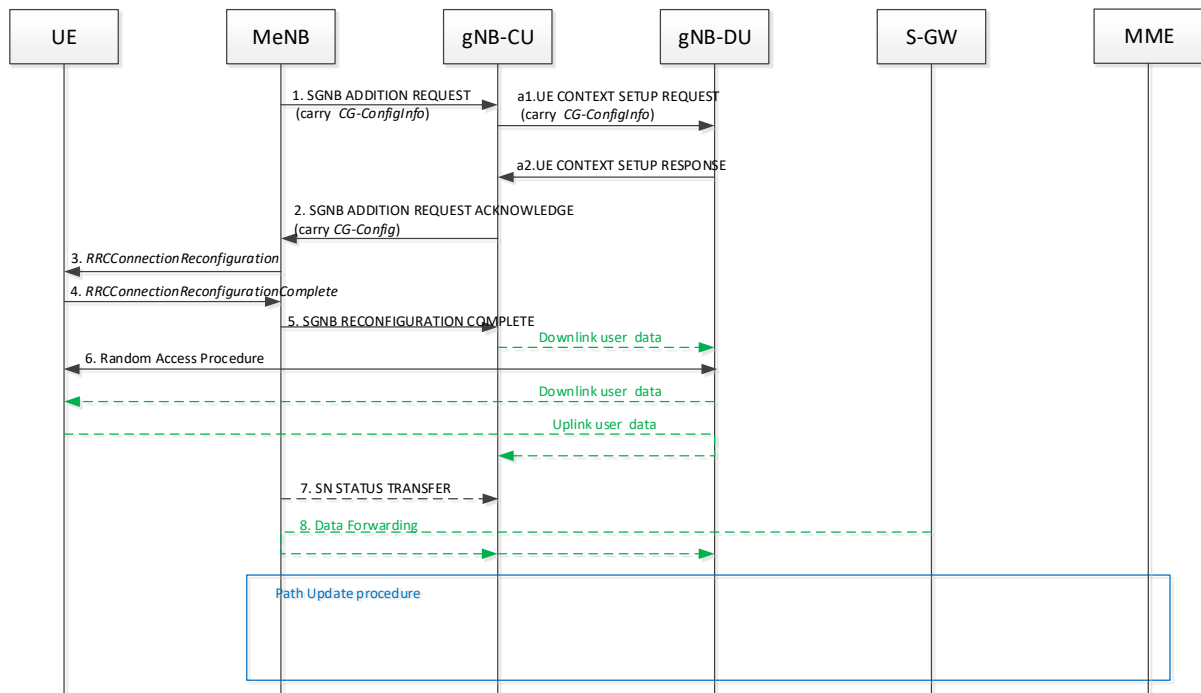 UE
MeNB
gNB-CU
gNB-DU
S-GW
MME
1. SGNB ADDITION REQUEST
(carry CG-ConfigInfo)
a1.UE CONTEXT SETUP REQUEST
(carry CG-ConfigInfo)
a2.UE CONTEXT SETUP RESPONSE
2. SGNB ADDITION REQUEST ACKNOWLEDGE
(carry CG-Config)
3. RRCConnectionReconfiguration
4. RRCConnectionReconfigurationComplete
5. SGNB RECONFIGURATION COMPLETE
Downlink user data
6. Random Access Procedure
Downlink user data
Uplink user data
7. SN STATUS TRANSFER
8. Data Forwarding
Path Update procedure